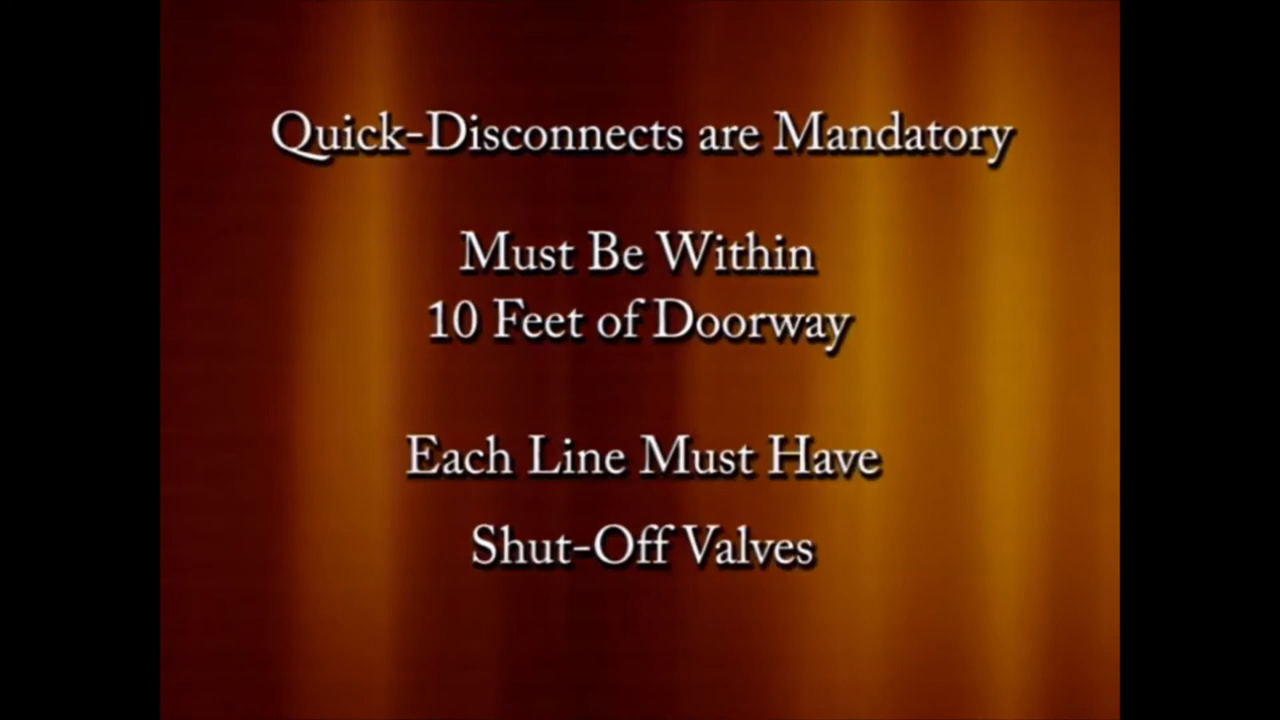 Quick-Disconnects are Mandatory
Must Be Within
10 Feet of Doorway
Each Line Must Have
Shut-Off Valves